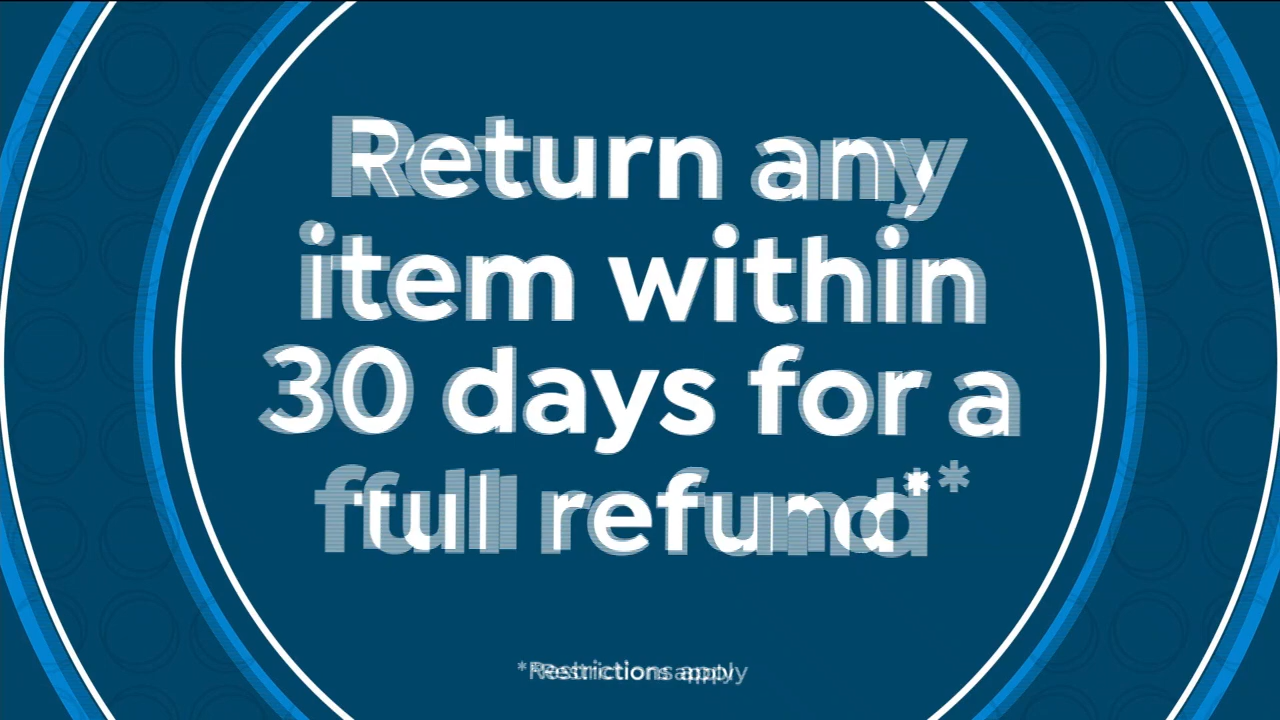 Return any
item within
30 days for a
full refund*
*Restrictions apply